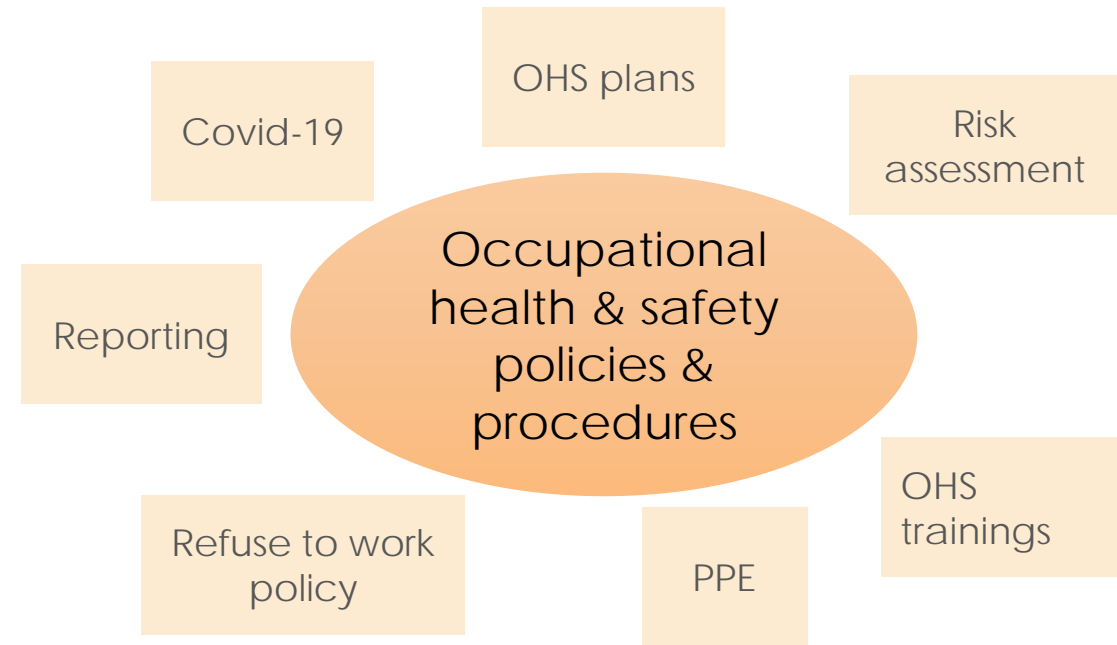 OHS plans
Covid-19
Risk
assessment
Occupational
health & safety
policies &
procedures
Reporting
OHS
trainings
Refuse to work
policy
PPE